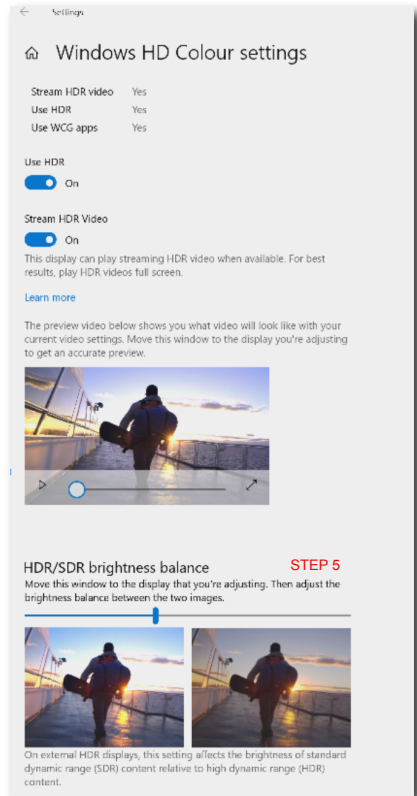 Settings
Windows HD Colour settings
Stream HDR video Yes
Use HDR Yes
Use WCG apps Yes
Use HDR
On
Stream HDR Video
On
This display can play streaming HDR video when available. For best
results, play HDR videos full screen.
Learn more
The preview video below shows you what video will look like with your
current video settings. Move this window to the display you're adjusting
to get an accurate preview.
HDR/SDR brightness balance STEP 5
Move this window to the display that you're adjusting. Then adjust the
brightness balance between the two images.
On external HDR displays, this setting affects the brightness of standard
dynamic range (SDR) content relative to high dynamic range (HDR)
content.